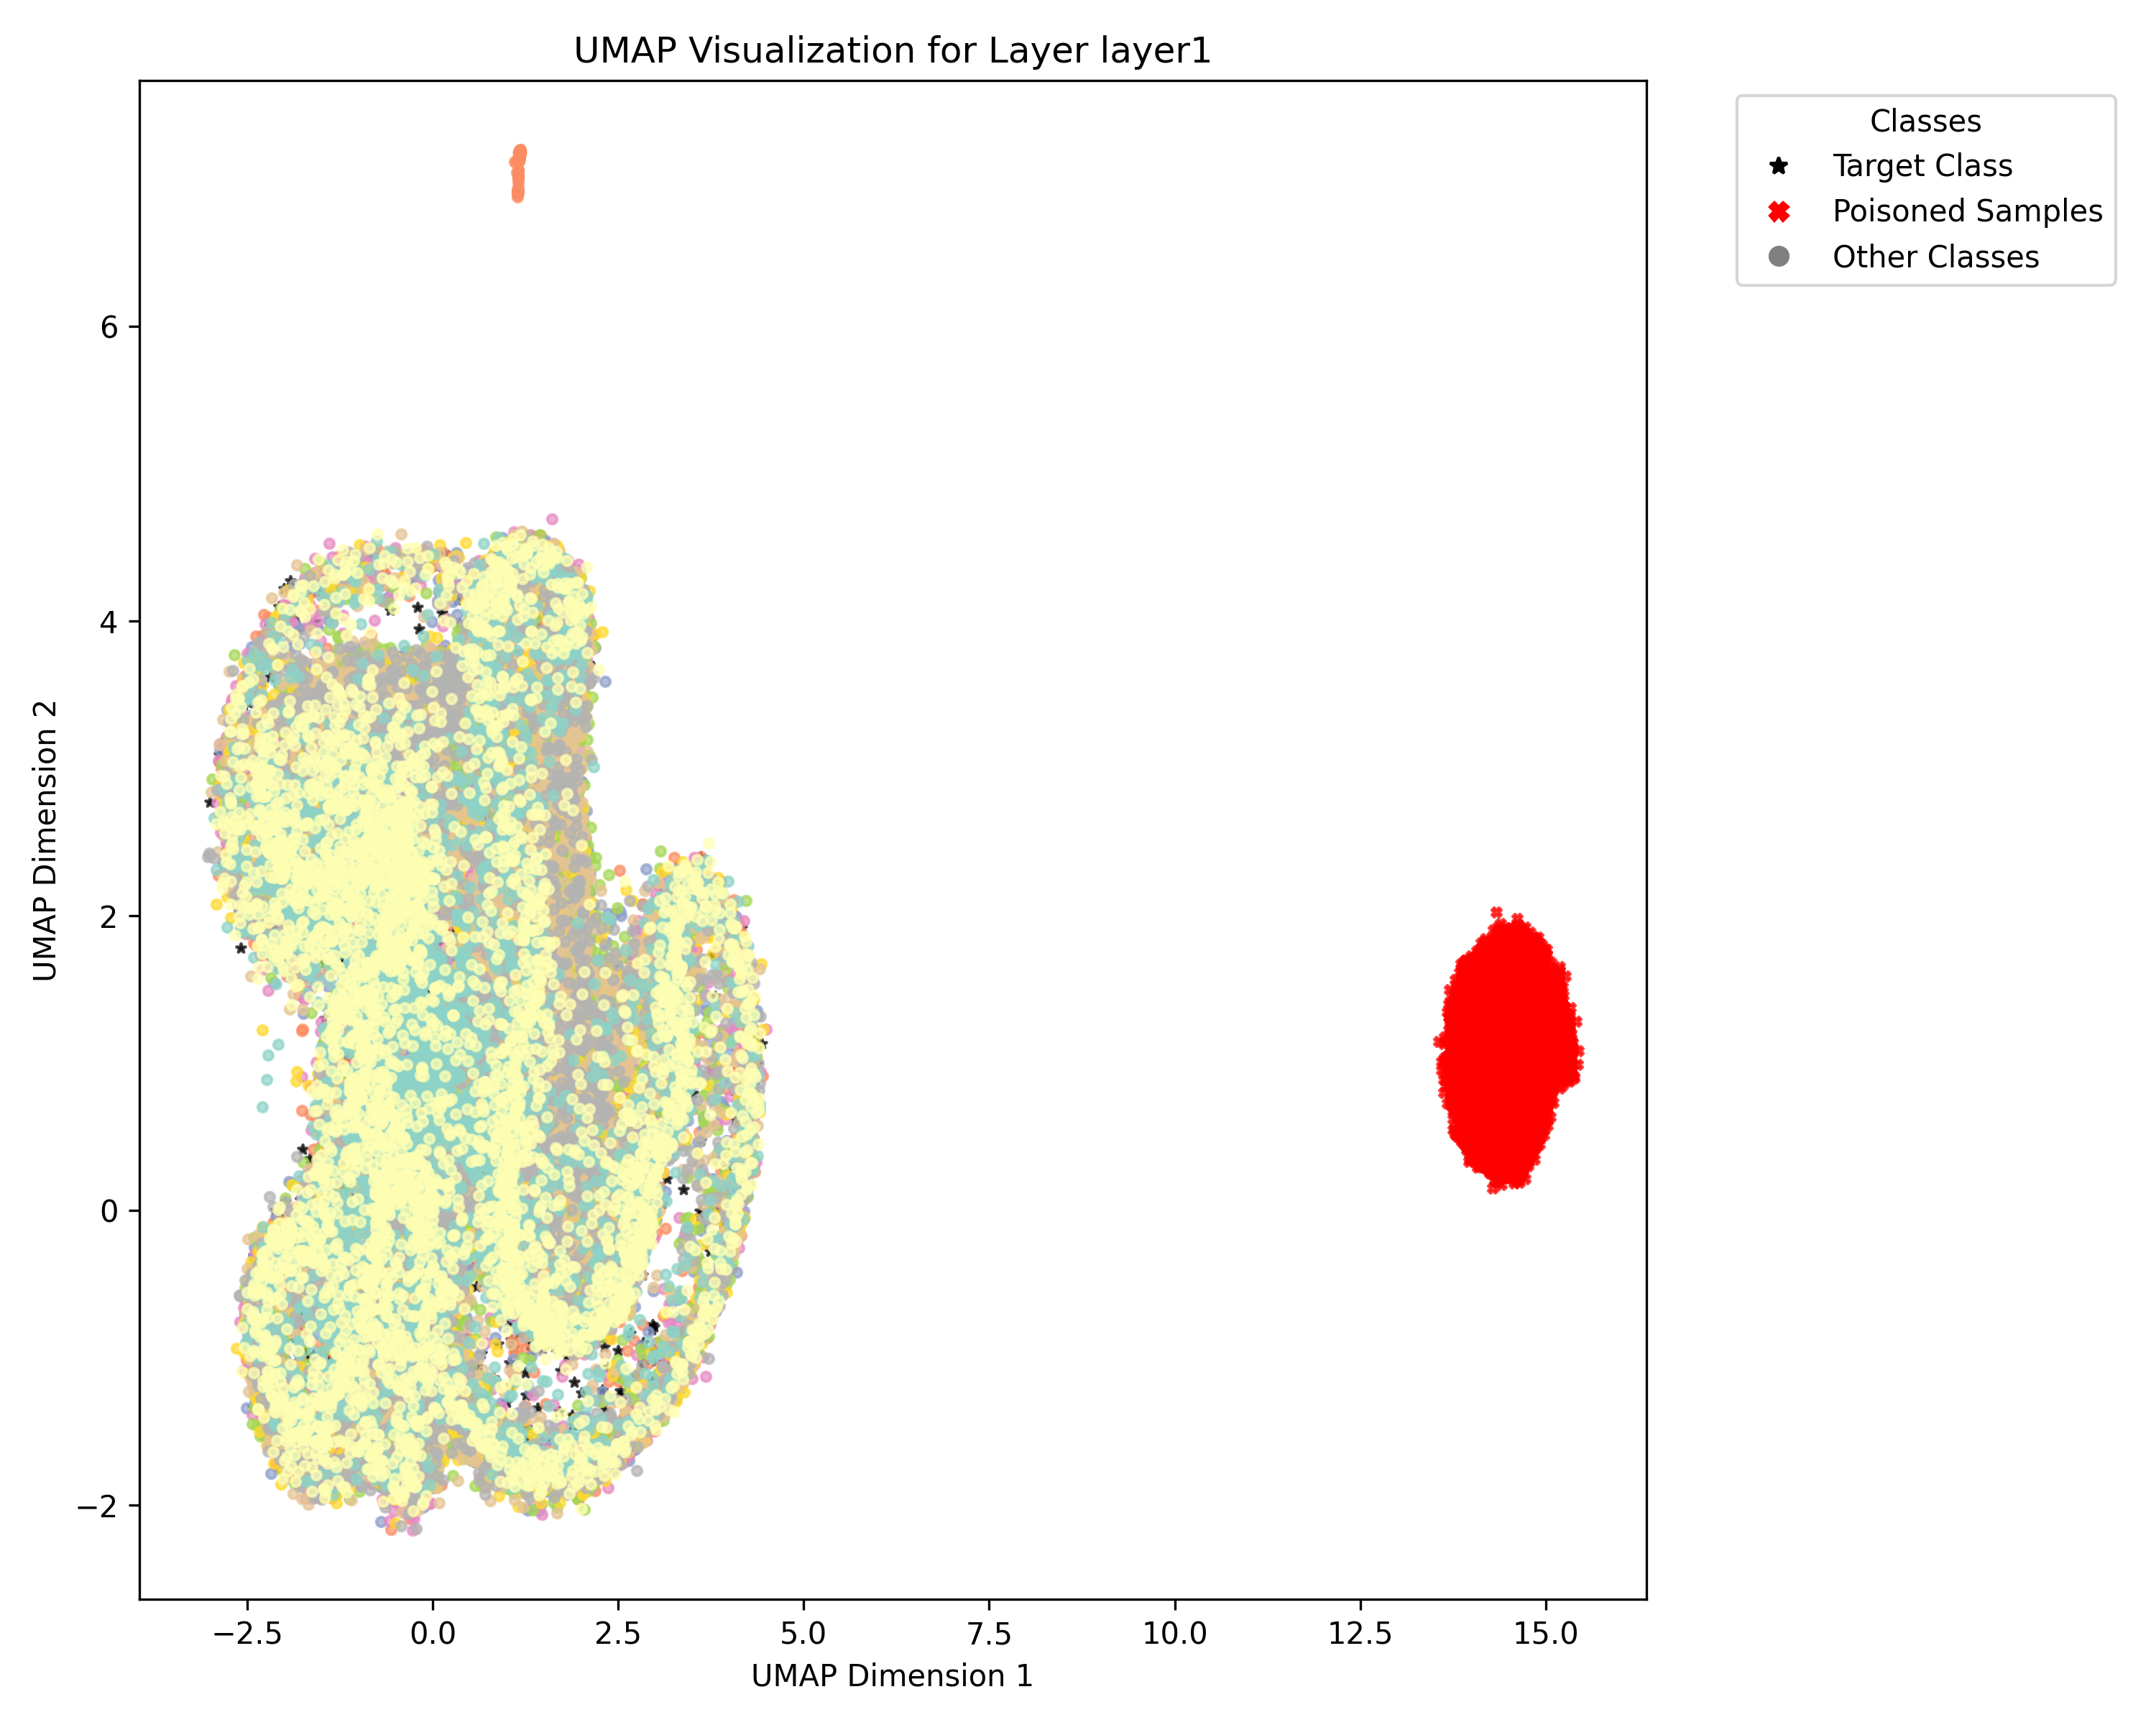 UMAP Visualization for Layer layer1
Classes
Target Class
Poisoned Samples
Other Classes
6
4
2
0
−2
UMAP Dimension 2
−2.5 0.0 2.5 5.0 7.5 10.0 12.5 15.0
UMAP Dimension 1